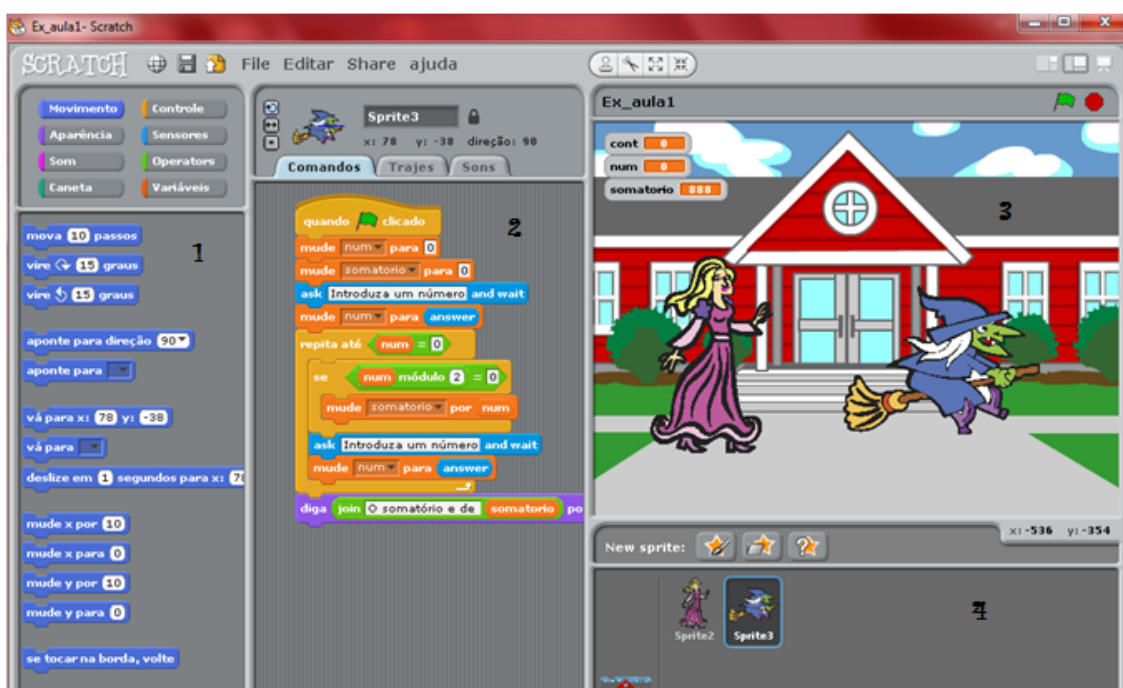 Ex_aula1- Scratch
SCRATCH File Editar Share ajuda
Movimento Controle
Aparência Sensores
Som Operators
Caneta Variáveis
mova 10 passos
vire 15 graus
vire 15 graus
aponte para direção 90
aponte para
vá para x: 78 y: -38
vá para
deslize em 1 segundos para x: 78
mude x por 10
mude x para 0
mude y por 10
mude y para 0
se tocar na borda, volte
1
Sprite3
x: 78 y: -38 direção: 90
Comandos Trajes Sons
2
quando clicado
mude num para 0
mude somatorio para 0
ask Introduza um número and wait
mude num para answer
repita até num = 0
se num módulo 2 = 0
mude somatorio por num
ask Introduza um número and wait
mude num para answer
diga join O somatório e de somatorio po
Ex_aula1
cont 0
num 0
somatorio 888
3
x: -536 y: -354
New sprite:
Sprite2 Sprite3
4